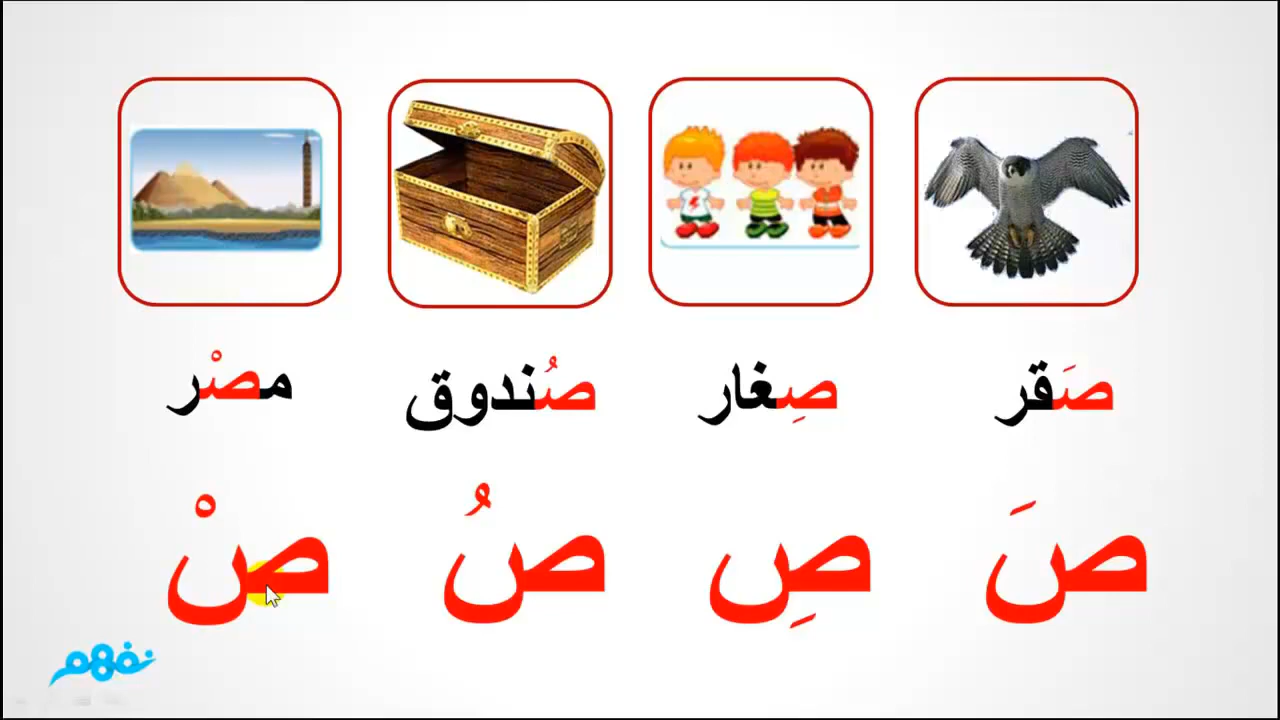 صَقر صِغار صُندوق مصْر
صَ صِ صُ صْ
نفهم